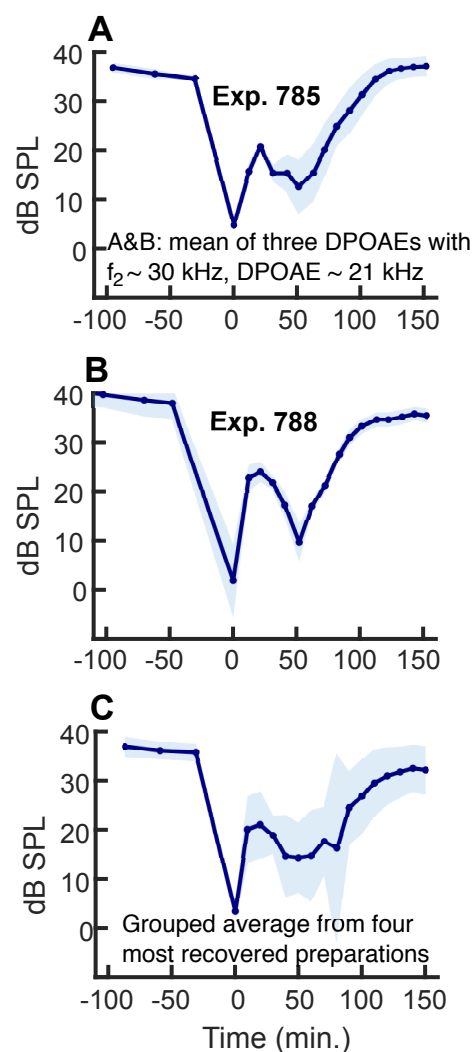 A
40
30
20
10
0
dB SPL
Exp. 785
A&B: mean of three DPOAEs with
f₂ ~ 30 kHz, DPOAE ~ 21 kHz
-100 -50 0 50 100 150
B
40
30
20
10
0
dB SPL
Exp. 788
-100 -50 0 50 100 150
C
40
30
20
10
0
dB SPL
Grouped average from four
most recovered preparations
-100 -50 0 50 100 150
Time (min.)